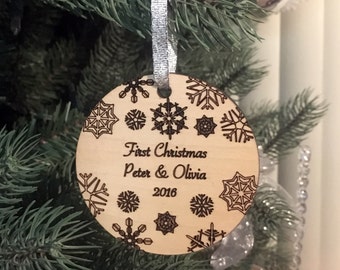 First Christmas
Peter & Olivia
2016